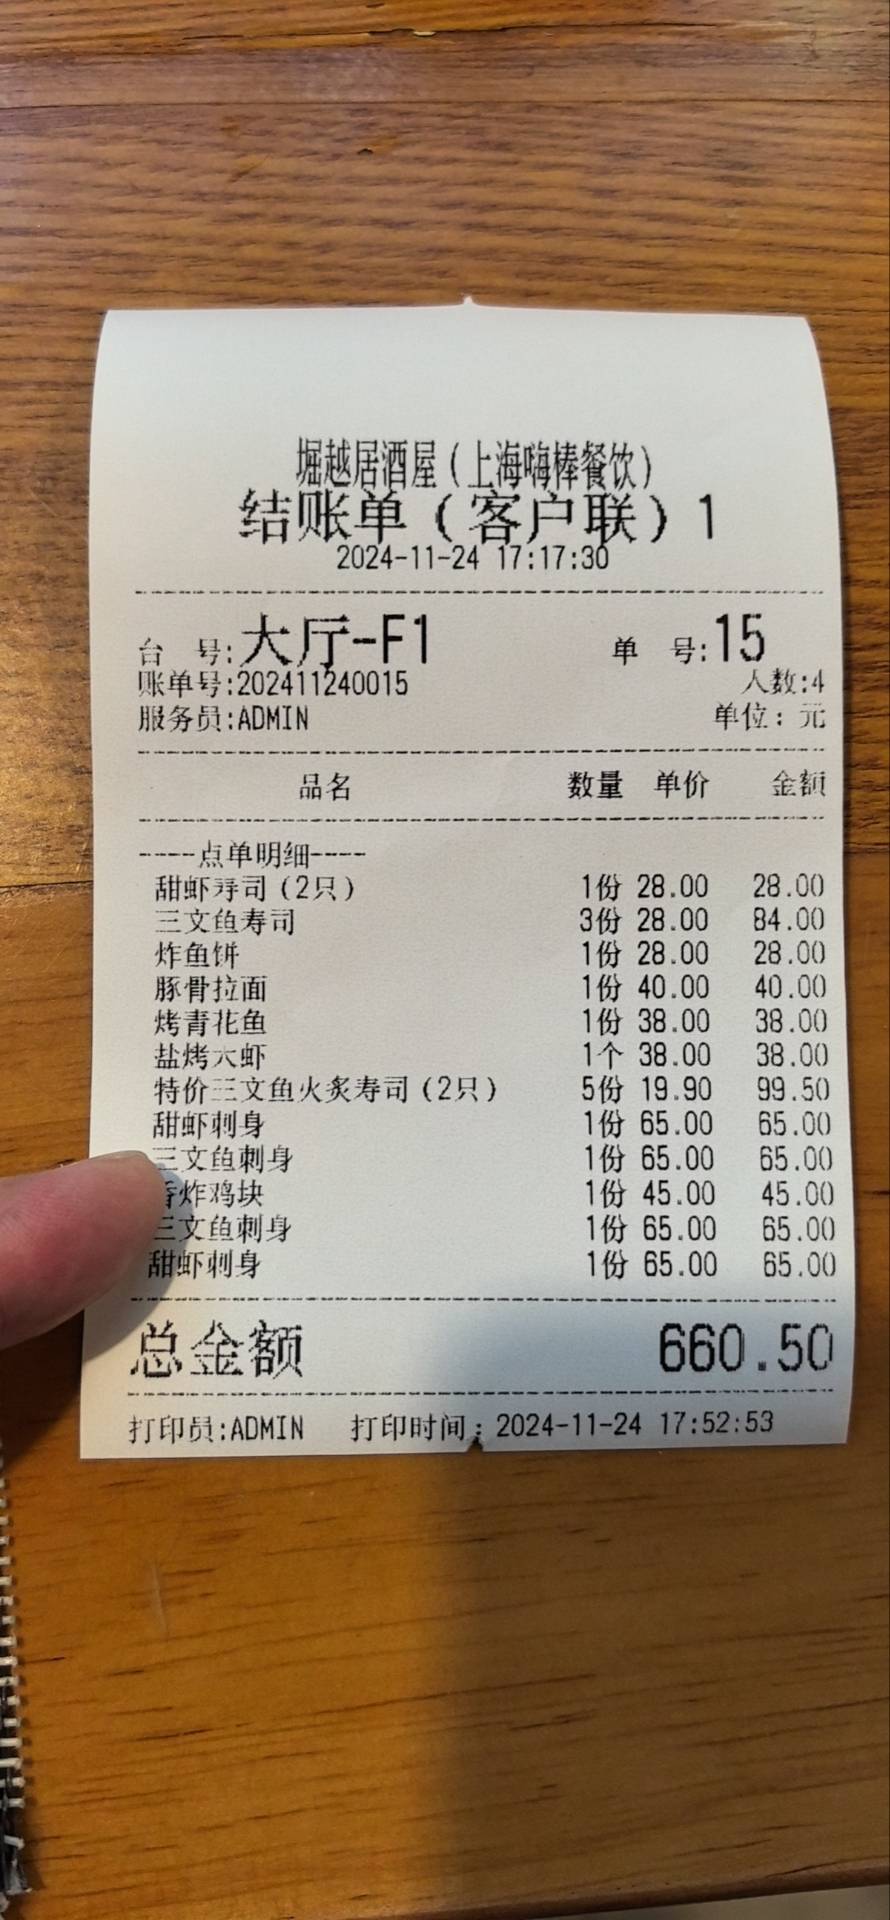 堀越居酒屋(上海嗨棒餐饮)
结账单(客户联)1
2024-11-24 17:17:30
台 号:大厅-F1 单 号:15
账单号:202411240015 人数:4
服务员:ADMIN 单位: 元
品名 数量 单价 金额
-----点单明细-----
甜虾寿司(2只) 1份 28.00 28.00
三文鱼寿司 3份 28.00 84.00
炸鱼饼 1份 28.00 28.00
豚骨拉面 1份 40.00 40.00
烤青花鱼 1份 38.00 38.00
盐烤大虾 1个 38.00 38.00
特价三文鱼火炙寿司(2只) 5份 19.90 99.50
甜虾刺身 1份 65.00 65.00
三文鱼刺身 1份 65.00 65.00
香炸鸡块 1份 45.00 45.00
三文鱼刺身 1份 65.00 65.00
甜虾刺身 1份 65.00 65.00
总金额 660.50
打印员:ADMIN 打印时间:2024-11-24 17:52:53